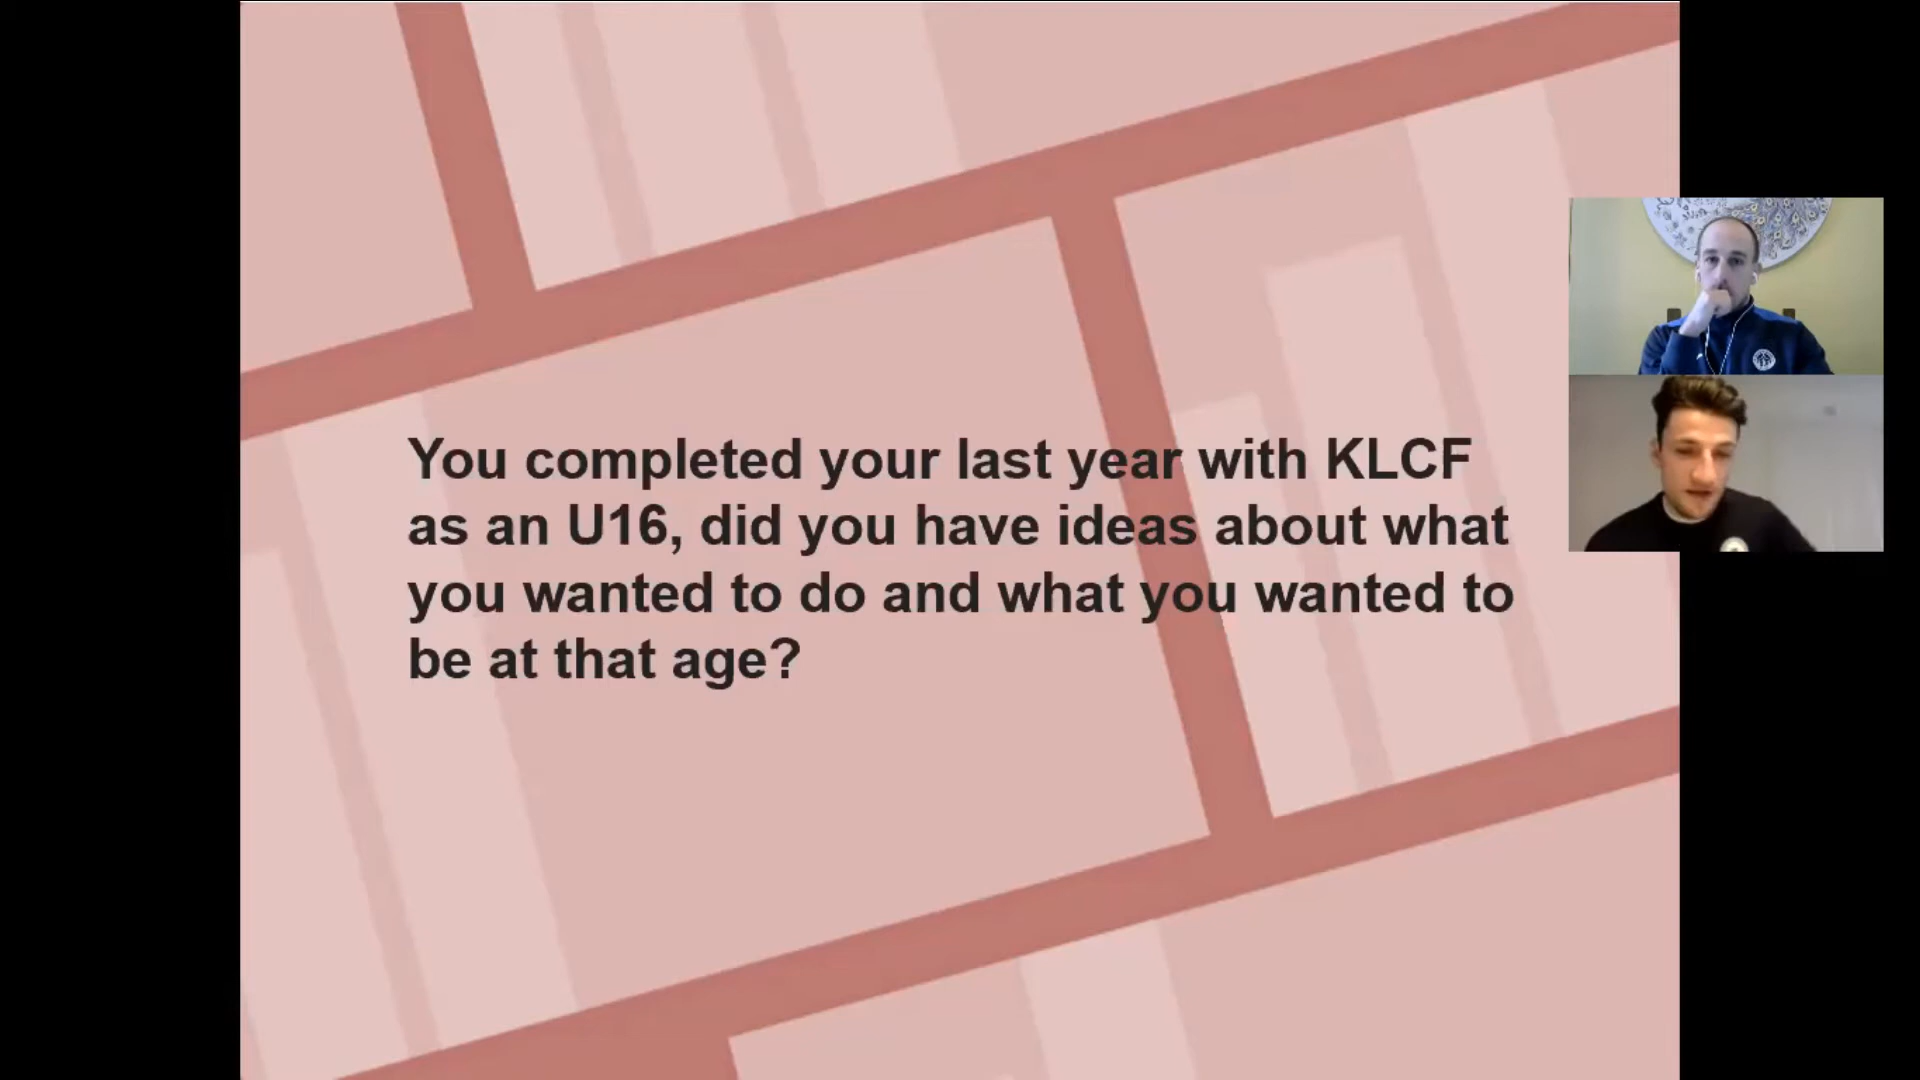 You completed your last year with KLCF
as an U16, did you have ideas about what
you wanted to do and what you wanted to
be at that age?